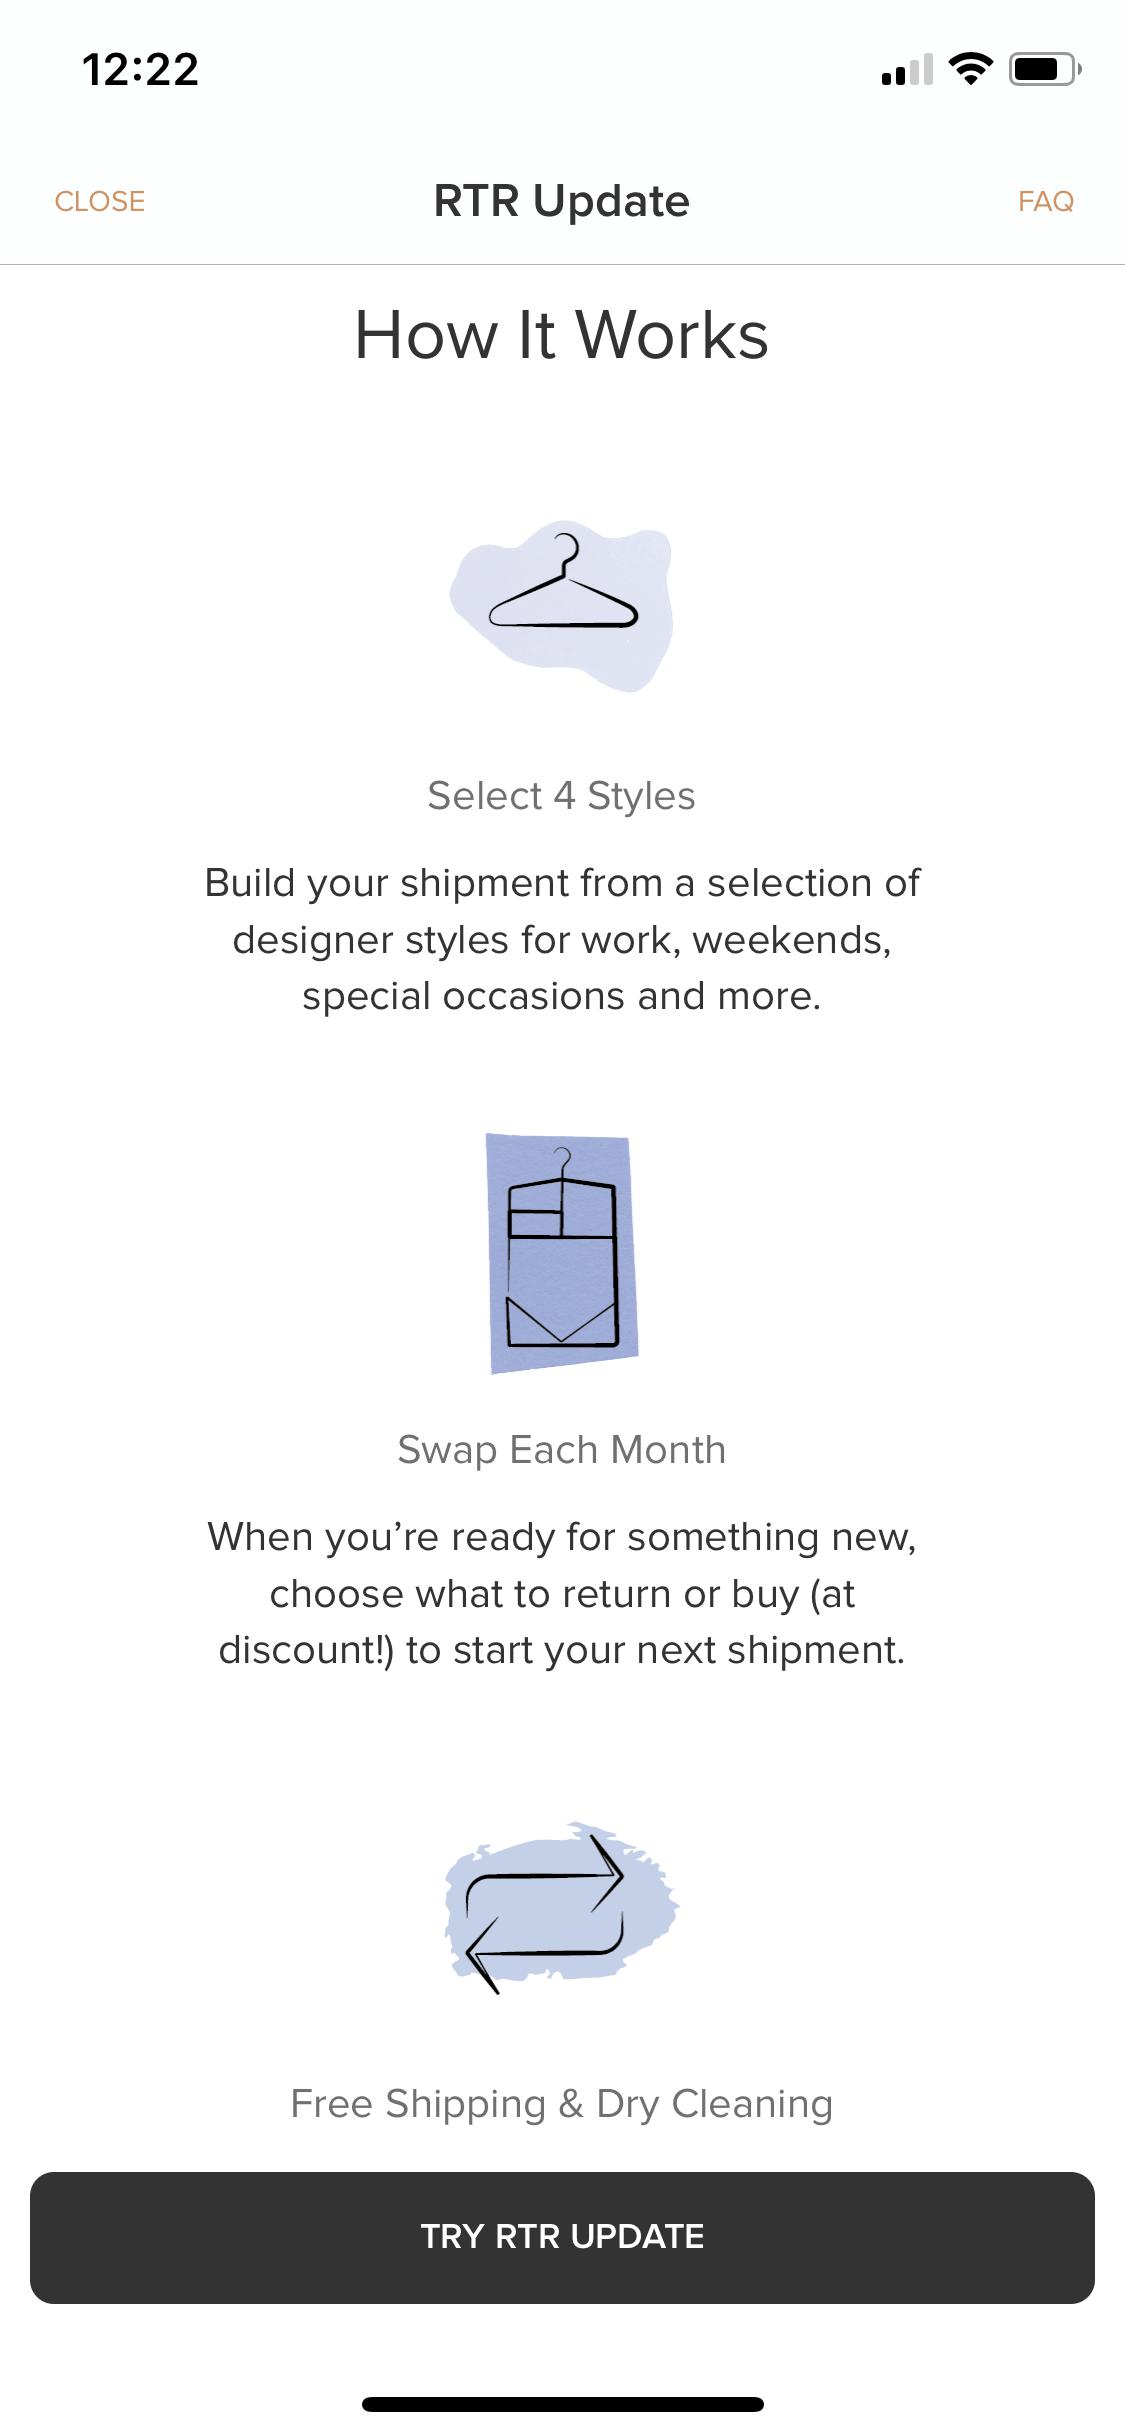 12:22
CLOSE
RTR Update
FAQ
How It Works
Select 4 Styles
Build your shipment from a selection of
designer styles for work, weekends,
special occasions and more.
Swap Each Month
When you’re ready for something new,
choose what to return or buy (at
discount!) to start your next shipment.
Free Shipping & Dry Cleaning
TRY RTR UPDATE